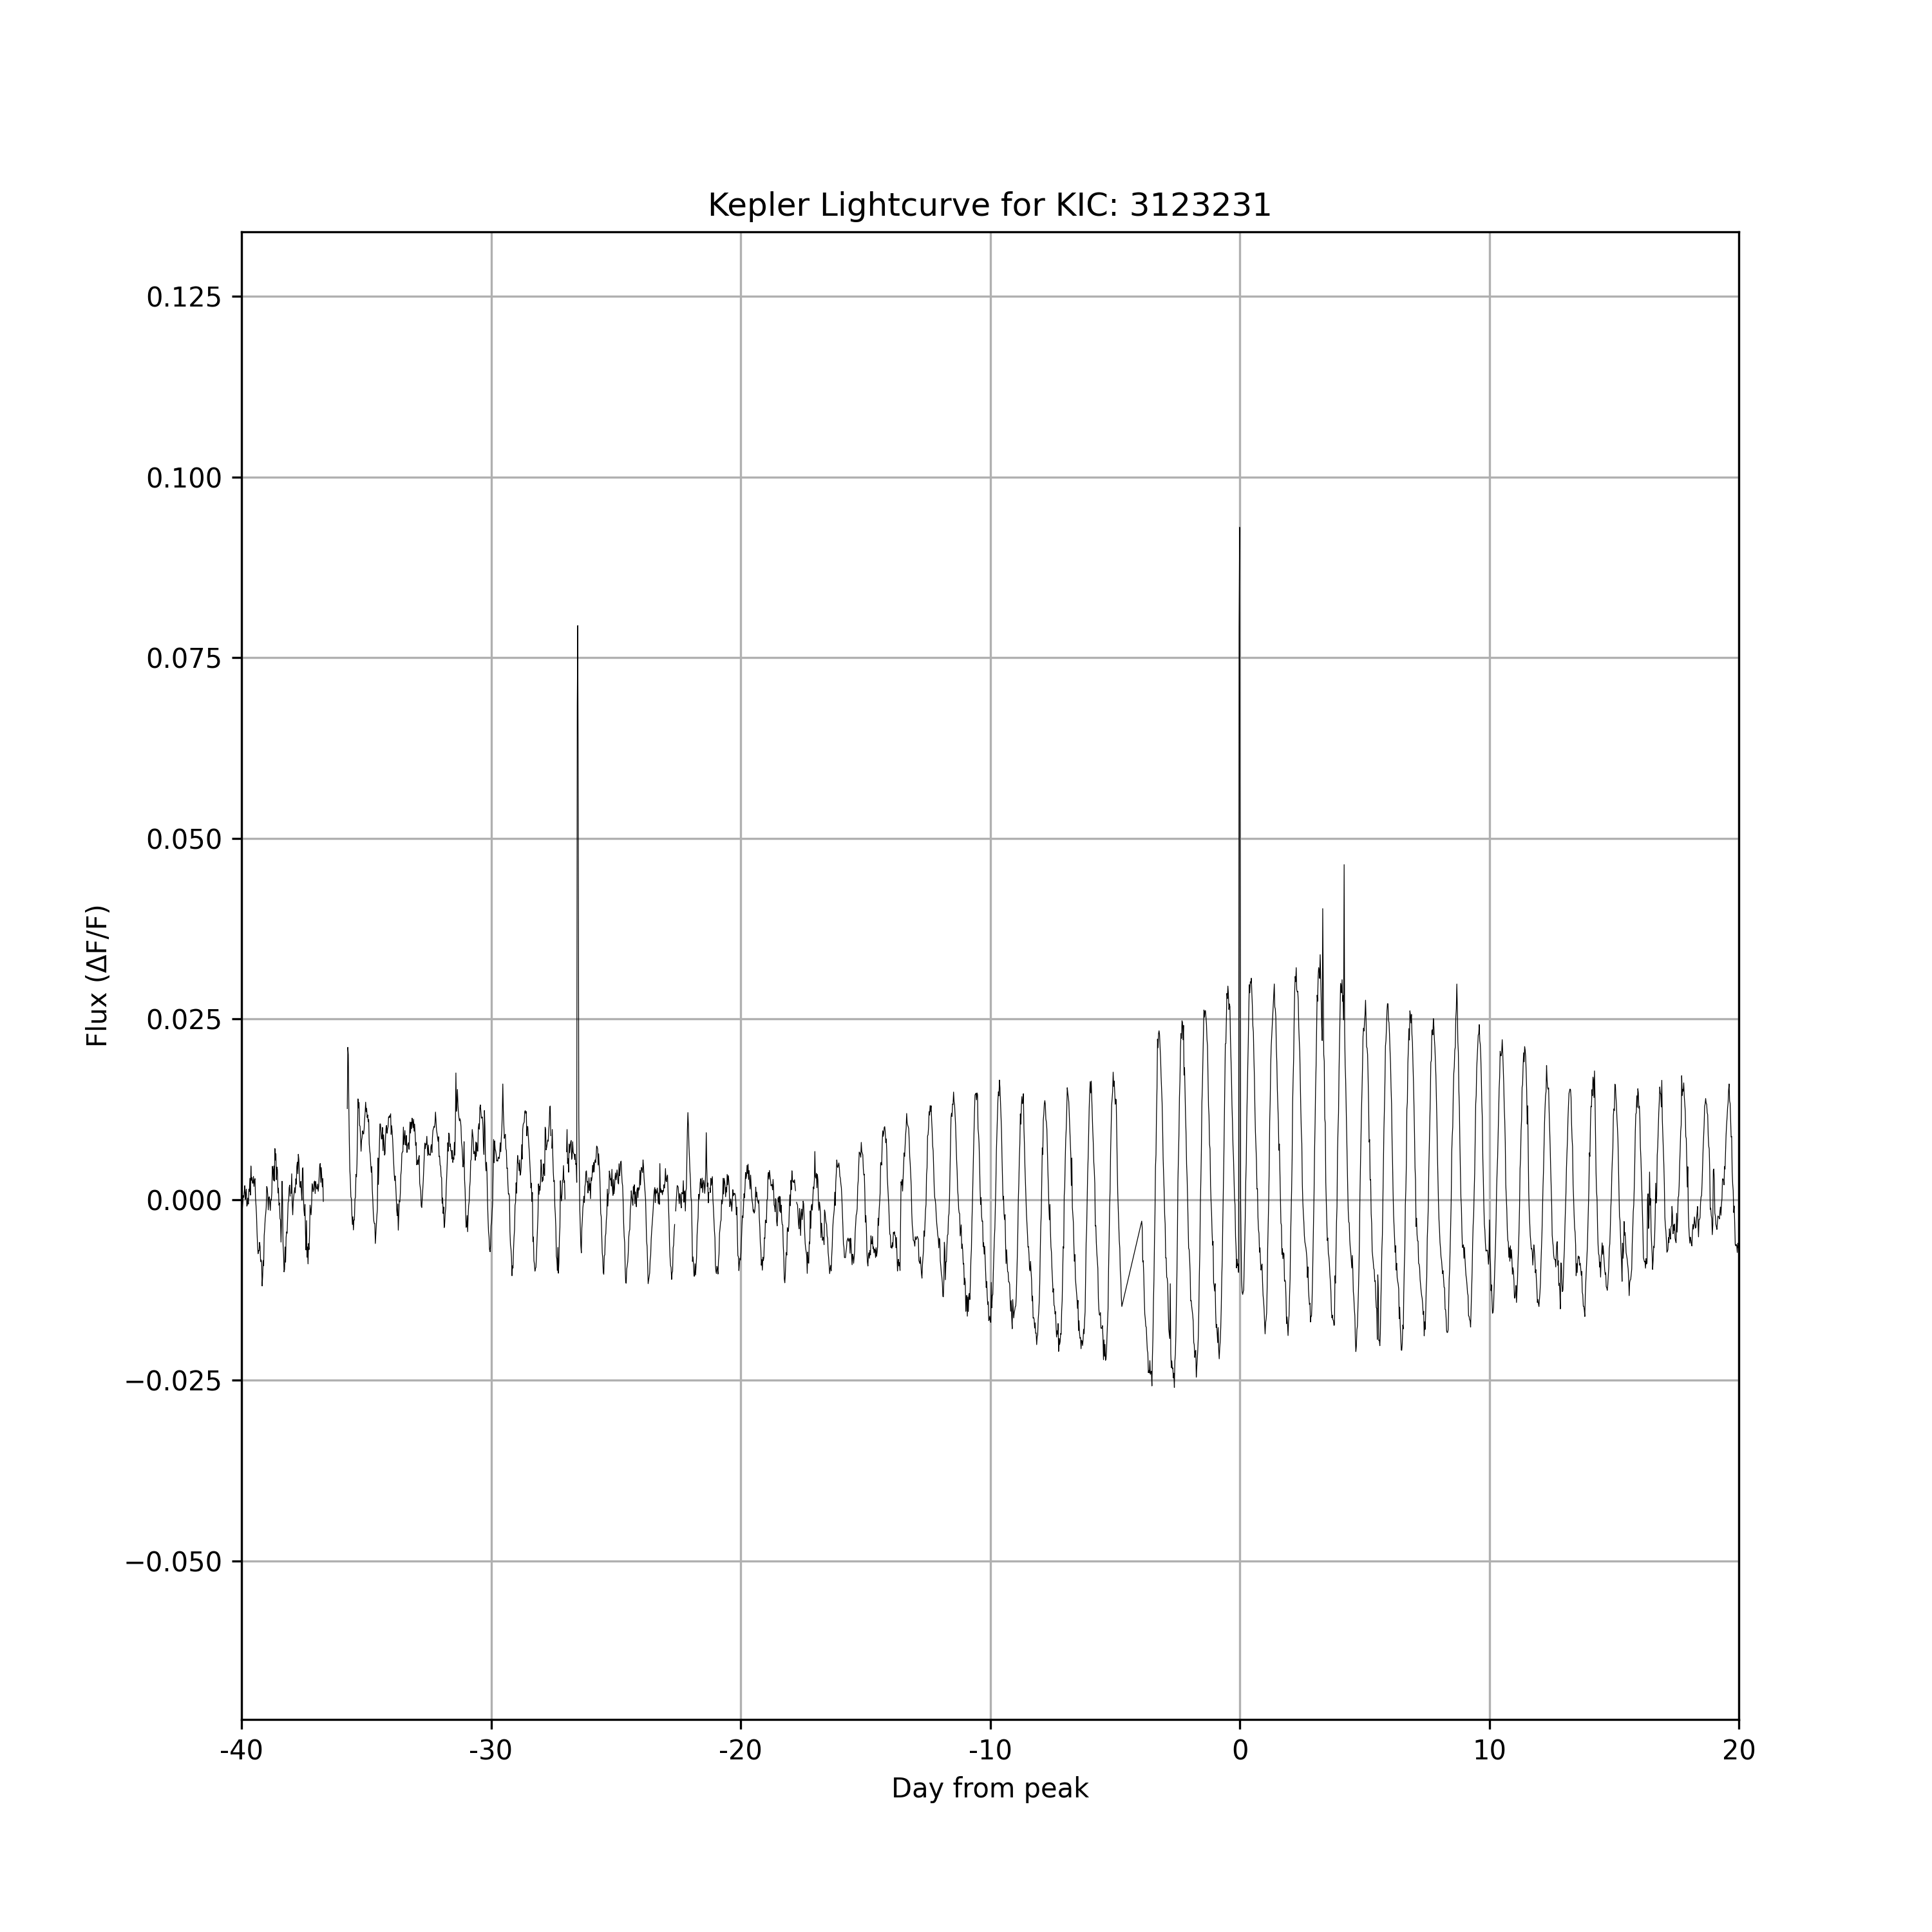 Kepler Lightcurve for KIC: 3123231
0.125
0.100
0.075
0.050
0.025
0.000
−0.025
−0.050
Flux (ΔF/F)
-40 -30 -20 -10 0 10 20
Day from peak